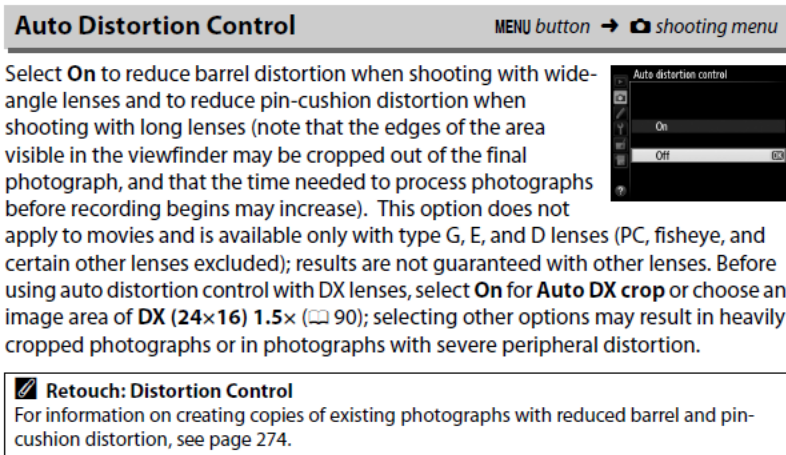 Auto Distortion Control
MENU button ➜ shooting menu
Select On to reduce barrel distortion when shooting with wide-
angle lenses and to reduce pin-cushion distortion when
shooting with long lenses (note that the edges of the area
visible in the viewfinder may be cropped out of the final
photograph, and that the time needed to process photographs
before recording begins may increase). This option does not
apply to movies and is available only with type G, E, and D lenses (PC, fisheye, and
certain other lenses excluded); results are not guaranteed with other lenses. Before
using auto distortion control with DX lenses, select On for Auto DX crop or choose an
image area of DX (24×16) 1.5× (90); selecting other options may result in heavily
cropped photographs or in photographs with severe peripheral distortion.
Auto distortion control
On
Off OK
?
Retouch: Distortion Control
For information on creating copies of existing photographs with reduced barrel and pin-
cushion distortion, see page 274.